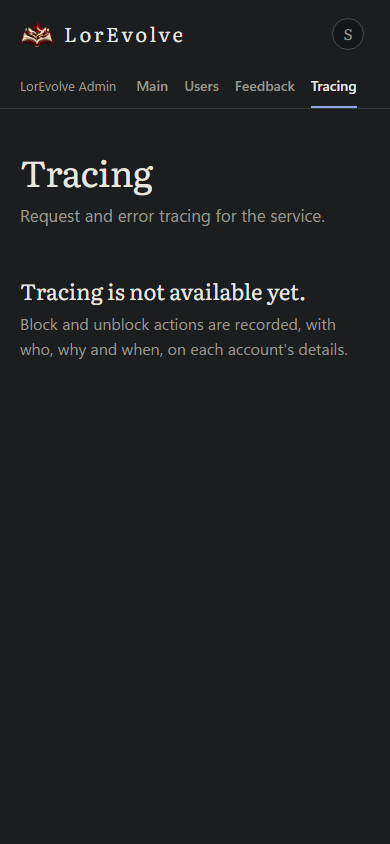 LorEvolve
S
LorEvolve Admin Main Users Feedback Tracing
Tracing
Request and error tracing for the service.
Tracing is not available yet.
Block and unblock actions are recorded, with
who, why and when, on each account's details.